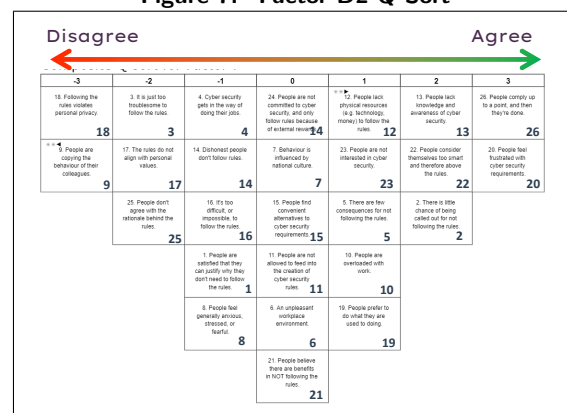 Disagree
Agree
-3
-2
-1
0
1
2
3
18. Following the
rules violates
personal privacy.
18
3. It is just too
troublesome to
follow the rules.
3
4. Cyber security
gets in the way of
doing their jobs.
4
24. People are not
committed to cyber
security, and only
follow rules because
of external rewards
14
**►
12. People lack
physical resources
(e.g. technology,
money) to follow the
rules.
12
13. People lack
knowledge and
awareness of cyber
security.
13
26. People comply up
to a point, and then
they're done.
26
**◄
9. People are
copying the
behaviour of their
colleagues.
9
17. The rules do not
align with personal
values.
17
14. Dishonest people
don't follow rules.
14
7. Behaviour is
influenced by
national culture.
7
23. People are not
interested in cyber
security.
23
22. People consider
themselves too smart
and therefore above
the rules.
22
20. People feel
frustrated with
cyber security
requirements.
20
25. People don't
agree with the
rationale behind the
rules.
25
16. It's too
difficult, or
impossible, to
follow the rules.
16
15. People find
convenient
alternatives to
cyber security
requirements.
15
5. There are few
consequences for not
following the rules.
5
2. There is little
chance of being
called out for not
following the rules.
2
1. People are
satisfied that they
can justify why they
don't need to follow
the rules.
1
11. People are not
allowed to feed into
the creation of
cyber security
rules.
11
10. People are
overloaded with
work.
10
8. People feel
generally anxious,
stressed, or
fearful.
8
6. An unpleasant
workplace
environment.
6
19. People prefer to
do what they are
used to doing.
19
21. People believe
there are benefits
in NOT following the
rules.
21